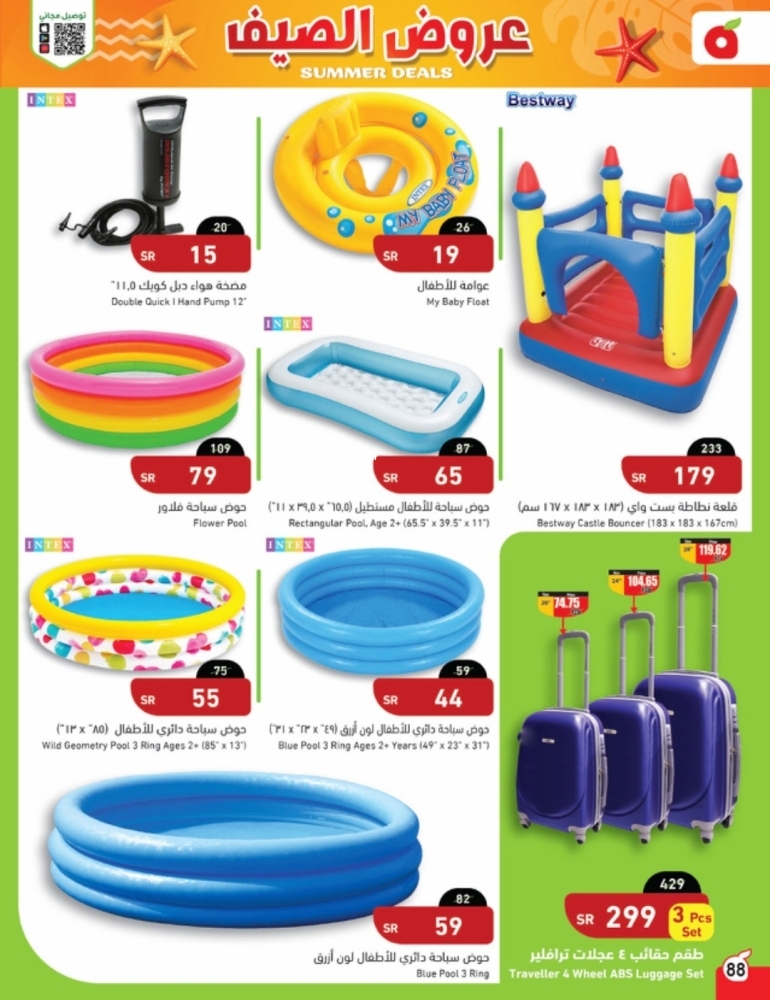 توصيل مجاني
عروض الصيف
SUMMER DEALS
INTEX
20
SR 15
مضخة هواء دبل كويك ١١,٥"
Double Quick I Hand Pump 12"
INTEX
MY BABY FLOAT
26
SR 19
عوامة للأطفال
My Baby Float
Bestway
233
SR 179
قلعة نطاطة بست واي (١٨٣ x ١٨٣ x ١٦٧ سم)
Bestway Castle Bouncer (183 x 183 x 167cm)
109
SR 79
حوض سباحة فلاور
Flower Pool
INTEX
87
SR 65
حوض سباحة للأطفال مستطيل (٦٥,٥" x ٣٩,٥" x ١١")
Rectangular Pool, Age 2+ (65.5" x 39.5" x 11")
INTEX
75
SR 55
حوض سباحة دائري للأطفال (٨٥" x ١٣")
Wild Geometry Pool 3 Ring Ages 2+ (85" x 13")
INTEX
59
SR 44
حوض سباحة دائري للأطفال لون أزرق (٤٩" x ٢٣" x ٣١")
Blue Pool 3 Ring Ages 2+ Years (49" x 23" x 31")
82
SR 59
حوض سباحة دائري للأطفال لون أزرق
Blue Pool 3 Ring
20" 74.75
24" 104.65
28" 119.62
429
SR 299 3 Pcs Set
طقم حقائب ٤ عجلات ترافلير
Traveller 4 Wheel ABS Luggage Set
88